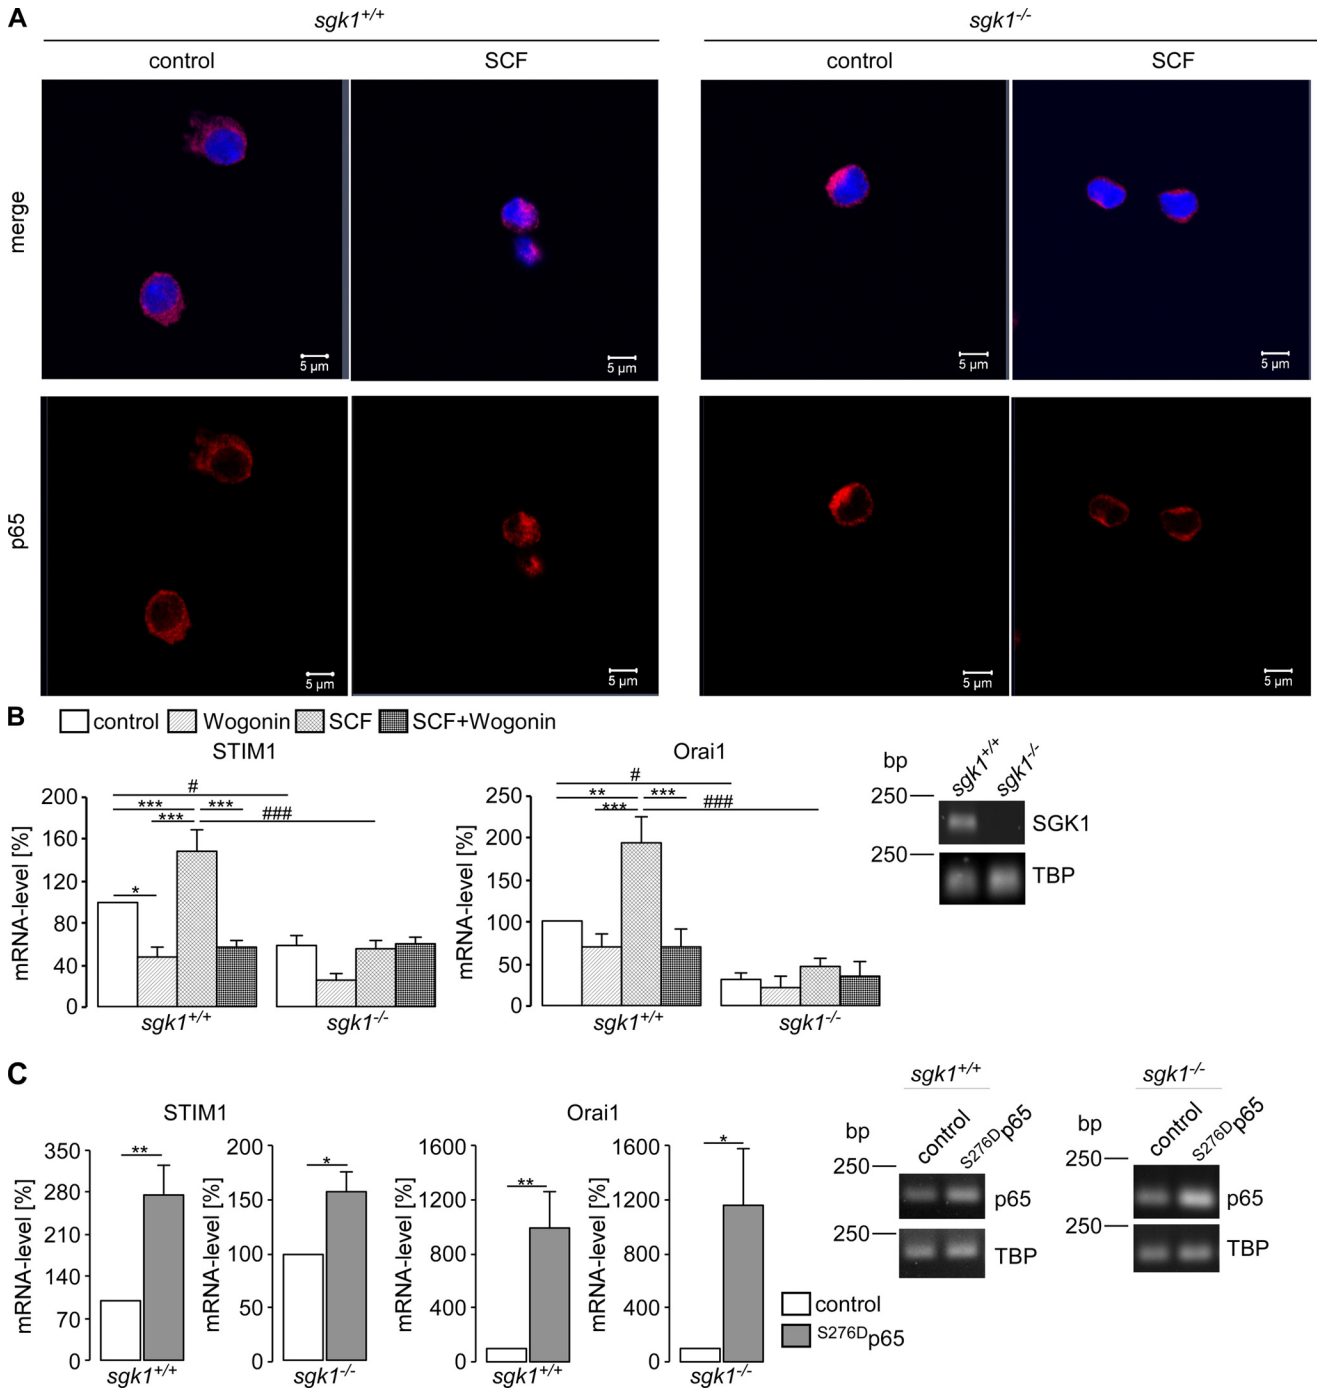 A
sgk1+/+ sgk1-/-
control SCF control SCF
merge
5 µm 5 µm 5 µm 5 µm
p65
5 µm 5 µm 5 µm 5 µm
B
control Wogonin SCF SCF+Wogonin
STIM1
mRNA-level [%]
200
160
120
80
40
0
#
*** ***
*** ###
*
sgk1+/+ sgk1-/-
Orai1
mRNA-level [%]
250
200
150
100
50
0
#
** ***
*** ###
sgk1+/+ sgk1-/-
bp sgk1+/+ sgk1-/-
250
SGK1
250
TBP
C
STIM1
mRNA-level [%]
350
280
210
140
70
0
**
sgk1+/+
mRNA-level [%]
200
150
100
50
0
*
sgk1-/-
Orai1
mRNA-level [%]
1600
1200
800
400
0
**
sgk1+/+
mRNA-level [%]
1600
1200
800
400
0
*
sgk1-/-
control
S276Dp65
sgk1+/+
bp control S276Dp65
250
p65
250
TBP
sgk1-/-
bp control S276Dp65
250
p65
250
TBP